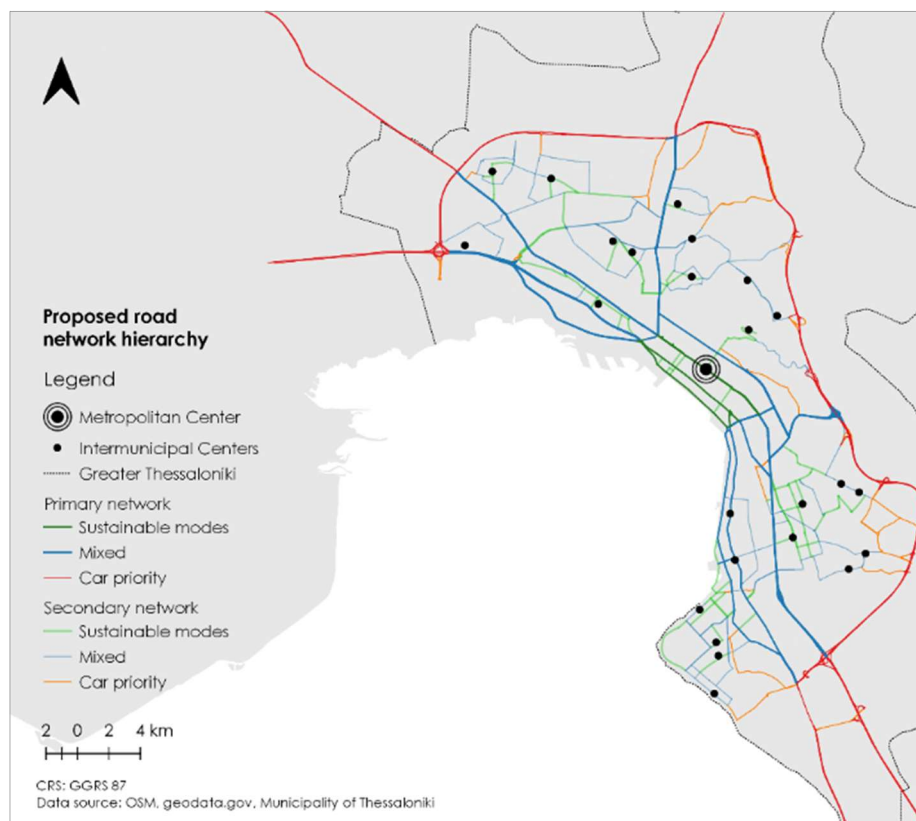 Proposed road
network hierarchy
Legend
Metropolitan Center
Intermunicipal Centers
Greater Thessaloniki
Primary network
Sustainable modes
Mixed
Car priority
Secondary network
Sustainable modes
Mixed
Car priority
2 0 2 4 km
CRS: GGRS 87
Data source: OSM, geodata.gov, Municipality of Thessaloniki